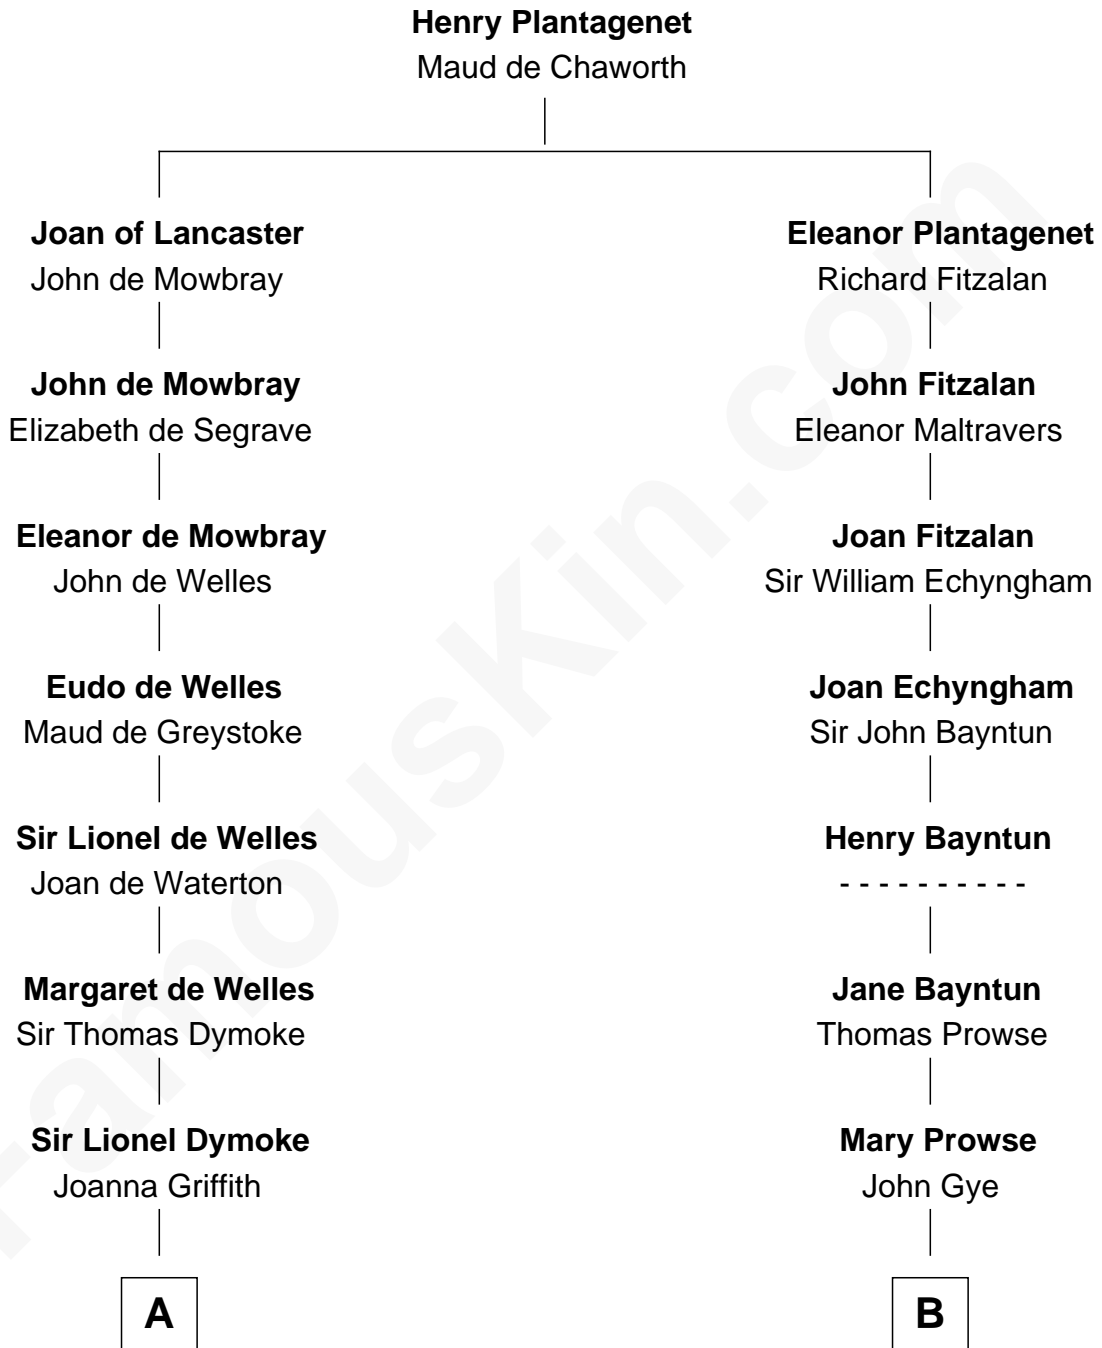 Henry Plantagenet
Maud de Chaworth
Joan of Lancaster
John de Mowbray
Eleanor Plantagenet
Richard Fitzalan
John de Mowbray
Elizabeth de Segrave
John Fitzalan
Eleanor Maltravers
Eleanor de Mowbray
John de Welles
Joan Fitzalan
Sir William Echyngham
Eudo de Welles
Maud de Greystoke
Joan Echyngham
Sir John Bayntun
Sir Lionel de Welles
Joan de Waterton
Henry Bayntun
- - - - - - - - - -
Margaret de Welles
Sir Thomas Dymoke
Jane Bayntun
Thomas Prowse
Sir Lionel Dymoke
Joanna Griffith
Mary Prowse
John Gye
A
B
FamousKin.com